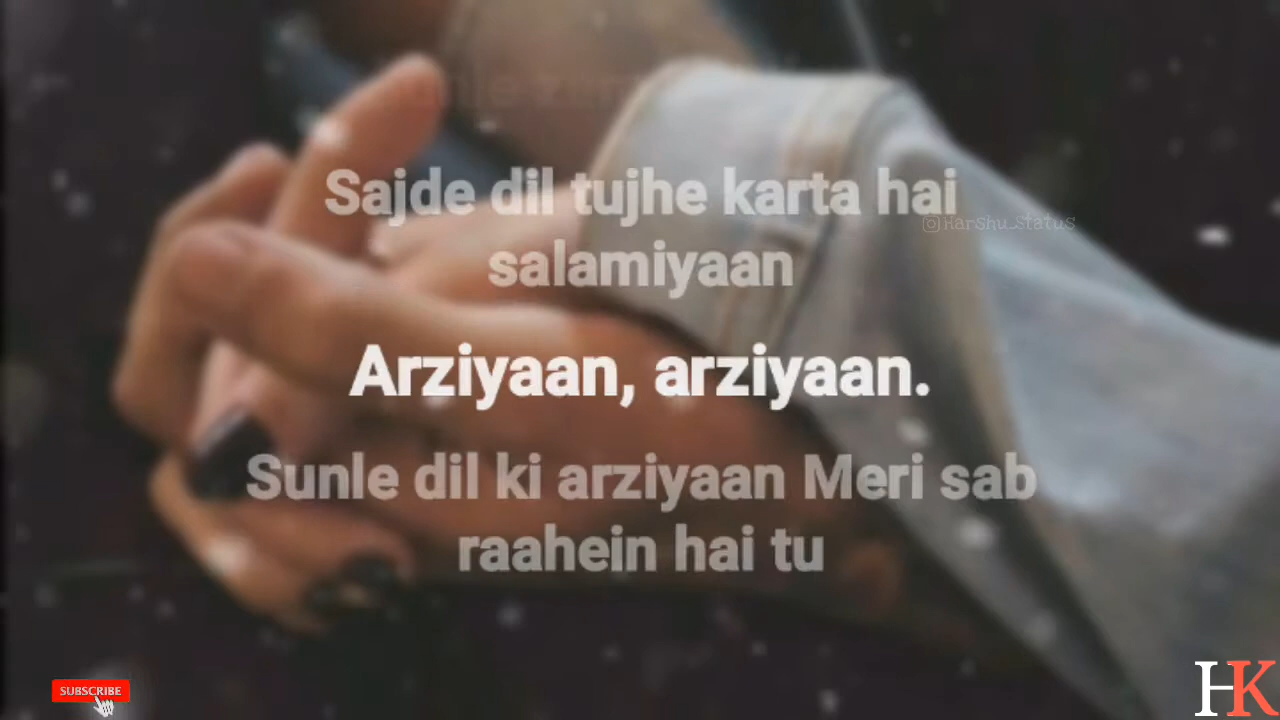 Sajde dil tujhe karta hai
@Harshu_status
salamiyaan
Arziyaan, arziyaan.
Sunle dil ki arziyaan Meri sab
raahein hai tu
SUBSCRIBE
HK